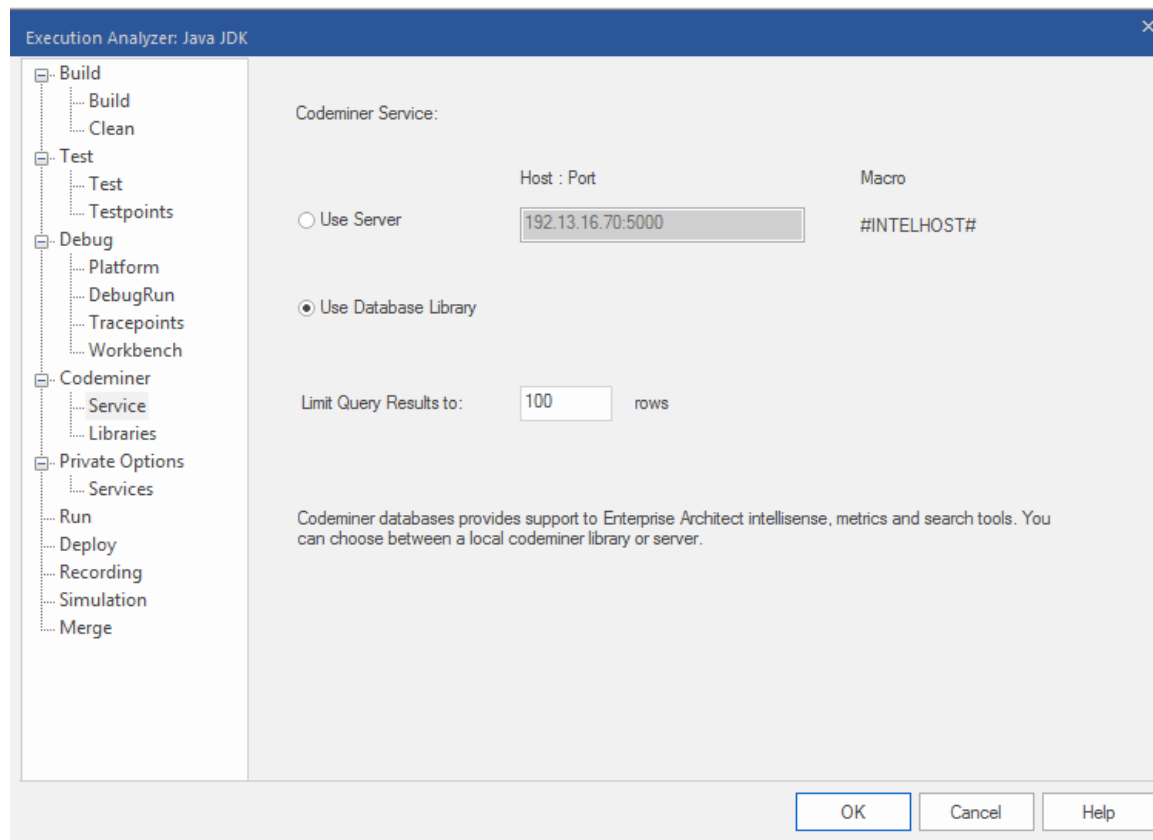 Execution Analyzer: Java JDK
Build
Build
Clean
Test
Test
Testpoints
Debug
Platform
DebugRun
Tracepoints
Workbench
Codeminer
Service
Libraries
Private Options
Services
Run
Deploy
Recording
Simulation
Merge
Codeminer Service:
Host : Port Macro
Use Server 192.13.16.70:5000 #INTELHOST#
Use Database Library
Limit Query Results to: 100 rows
Codeminer databases provides support to Enterprise Architect intellisense, metrics and search tools. You
can choose between a local codeminer library or server.
OK Cancel Help